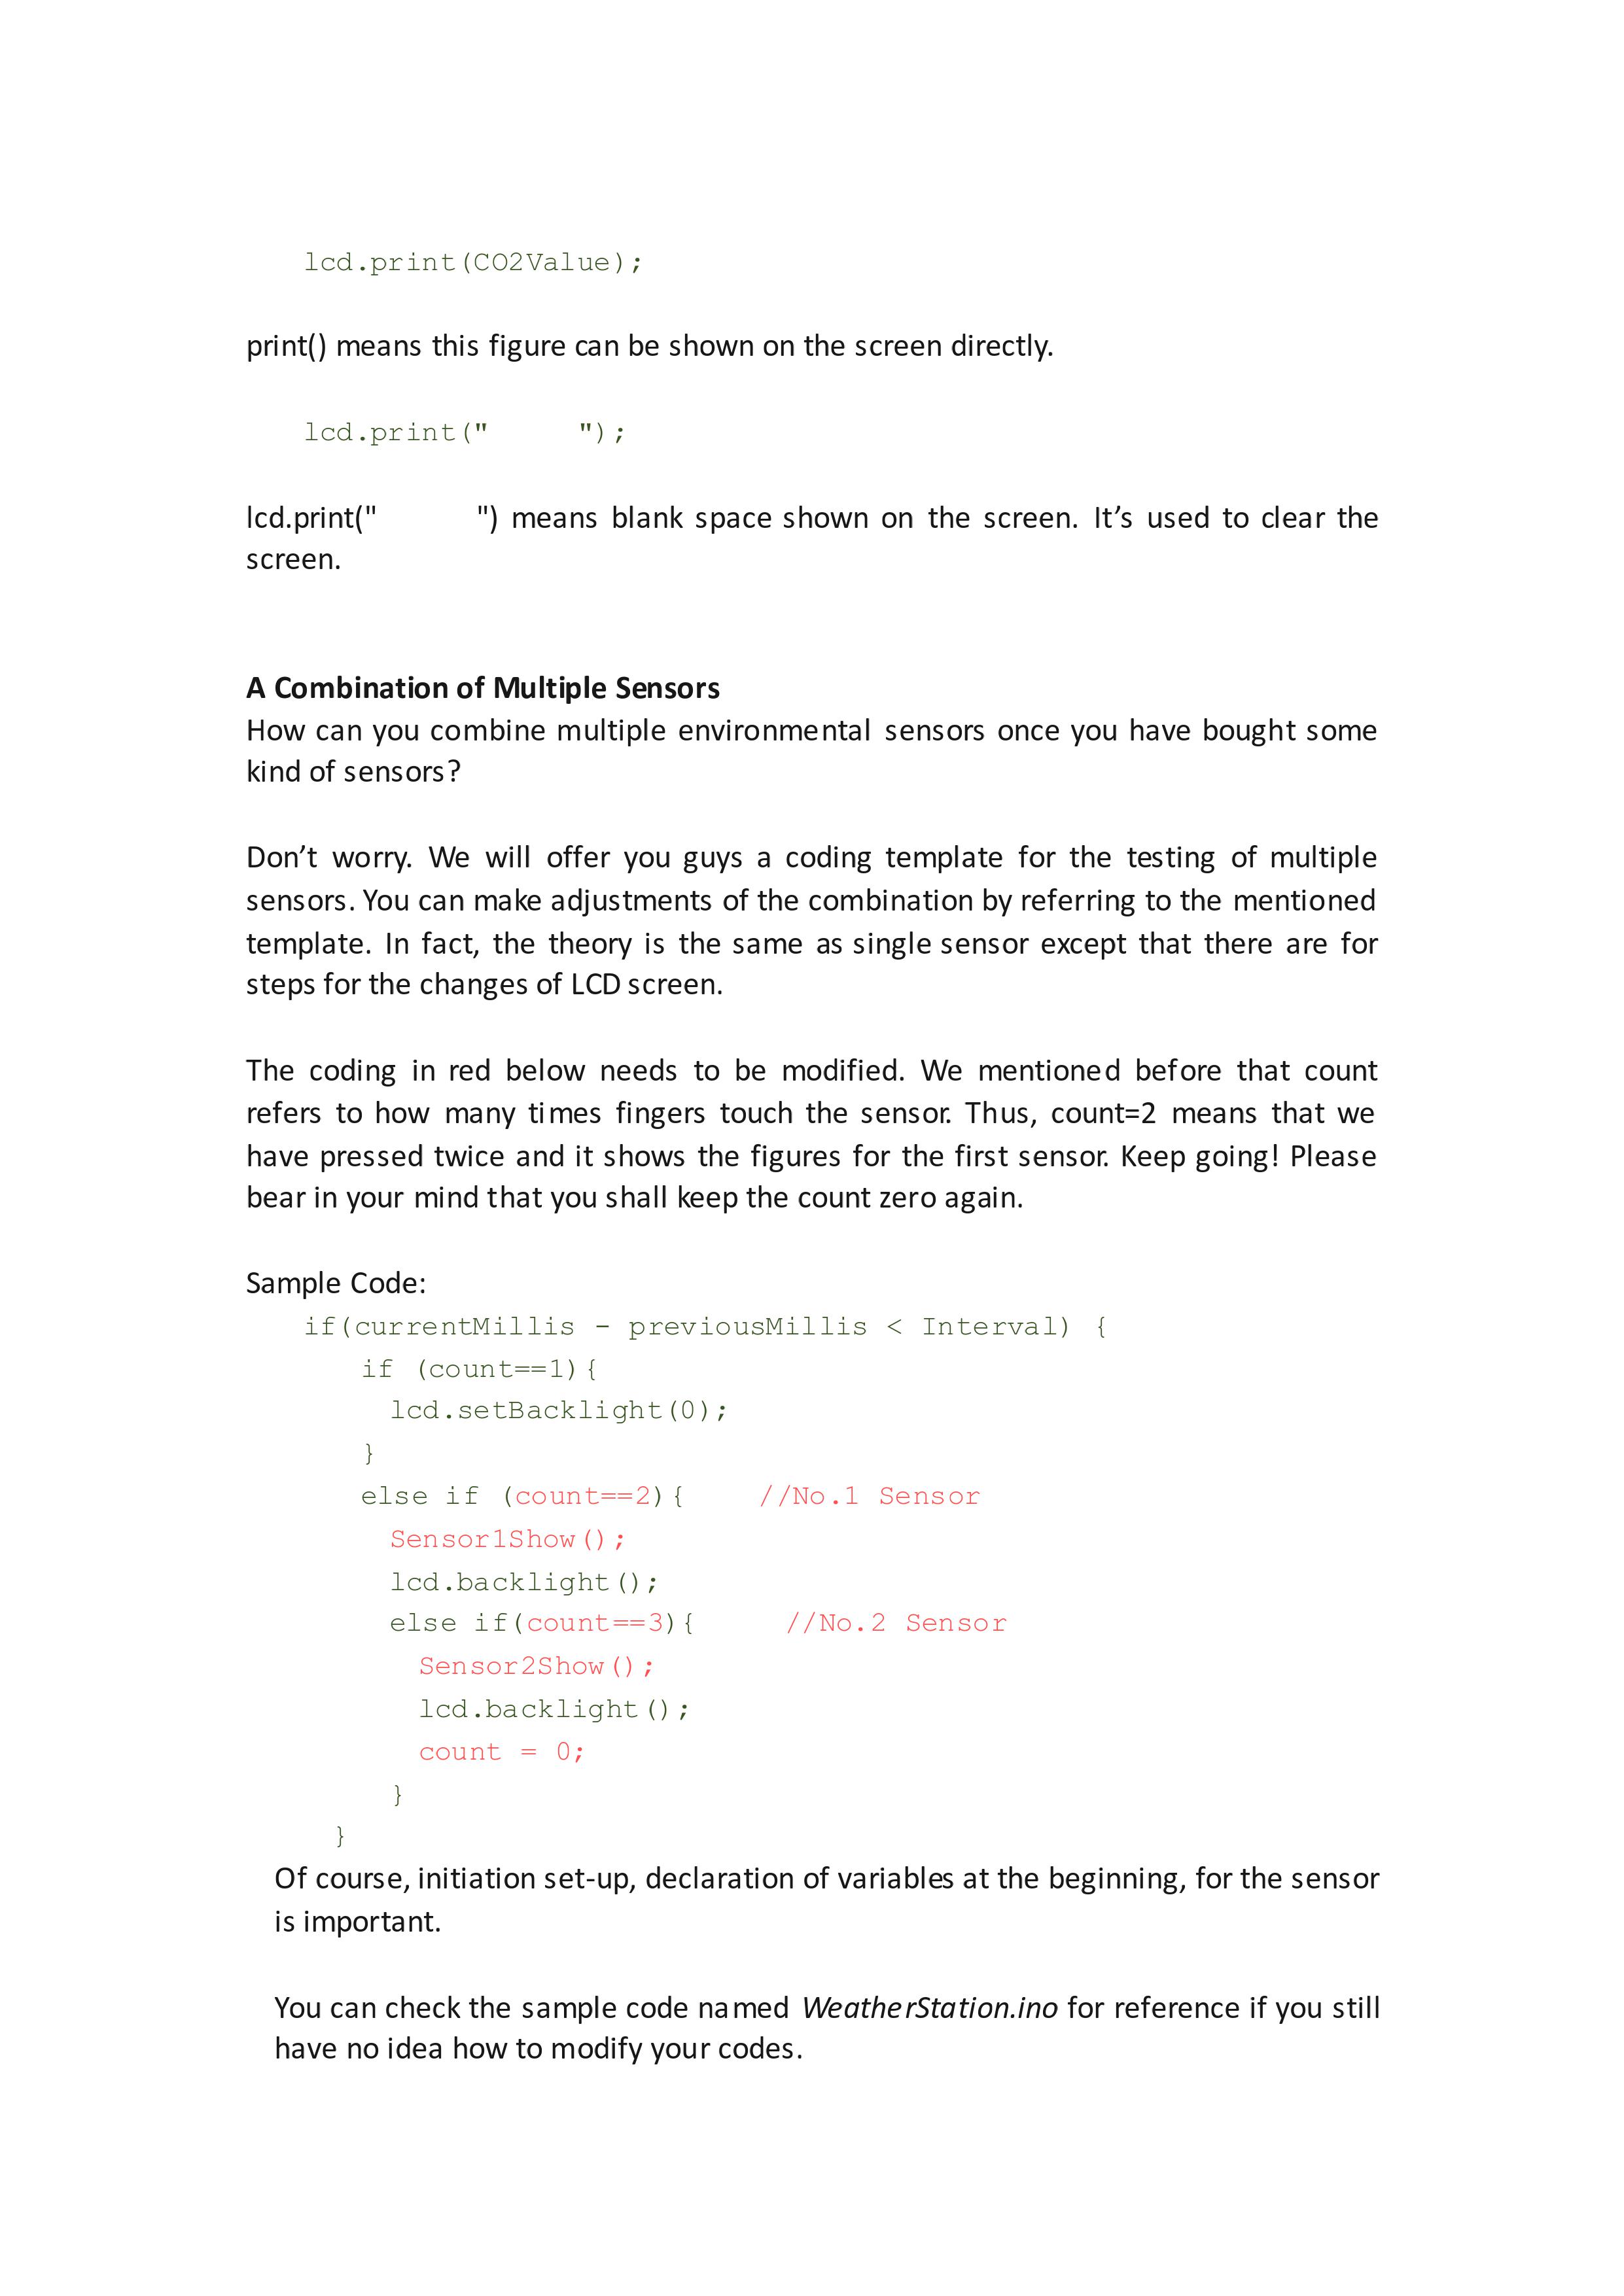 lcd.print(CO2Value);
print() means this figure can be shown on the screen directly.
lcd.print("     ");
lcd.print("     ") means blank space shown on the screen. It’s used to clear the
screen.
A Combination of Multiple Sensors
How can you combine multiple environmental sensors once you have bought some
kind of sensors?
Don’t worry. We will offer you guys a coding template for the testing of multiple
sensors. You can make adjustments of the combination by referring to the mentioned
template. In fact, the theory is the same as single sensor except that there are for
steps for the changes of LCD screen.
The coding in red below needs to be modified. We mentioned before that count
refers to how many times fingers touch the sensor. Thus, count=2 means that we
have pressed twice and it shows the figures for the first sensor. Keep going! Please
bear in your mind that you shall keep the count zero again.
Sample Code:
if(currentMillis - previousMillis < Interval) {
if (count==1){
lcd.setBacklight(0);
}
else if (count==2){     //No.1 Sensor
Sensor1Show();
lcd.backlight();
else if(count==3){     //No.2 Sensor
Sensor2Show();
lcd.backlight();
count = 0;
}
}
Of course, initiation set-up, declaration of variables at the beginning, for the sensor
is important.
You can check the sample code named WeatherStation.ino for reference if you still
have no idea how to modify your codes.